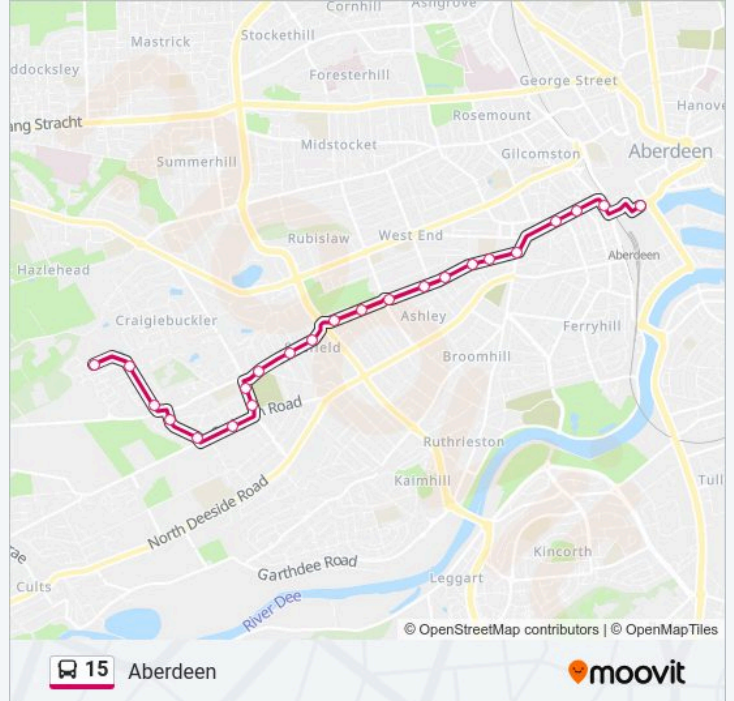 Cornhill
Ashgrove
Mastrick
Stockethill
ddocksley
Foresterhill
George Street
Hanove
ang Stracht
Rosemount
Midstocket
Gilcomston
Aberdeen
Summerhill
Rubislaw
West End
Aberdeen
Hazlehead
Craigiebuckler
Ashley
Ferryhill
Broomhill
Road
Ruthrieston
Kaimhill
Tull
North Deeside Road
Kincorth
Garthdee Road
Leggart
Cults
River Dee
© OpenStreetMap contributors | © OpenMapTiles
15 Aberdeen
moovit